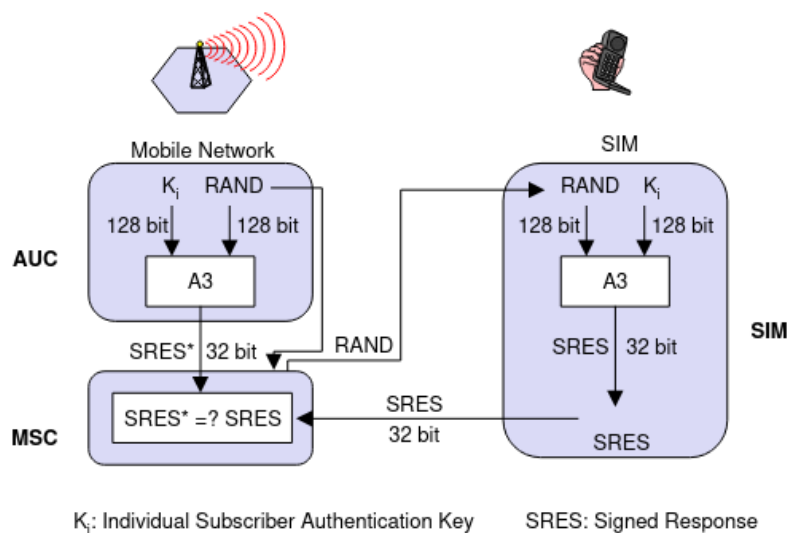 Mobile Network
SIM
Ki RAND
RAND Ki
128 bit 128 bit
128 bit 128 bit
AUC
A3
A3
SRES* 32 bit
RAND
SRES 32 bit
SIM
MSC
SRES* =? SRES
SRES
32 bit
SRES
Ki: Individual Subscriber Authentication Key
SRES: Signed Response